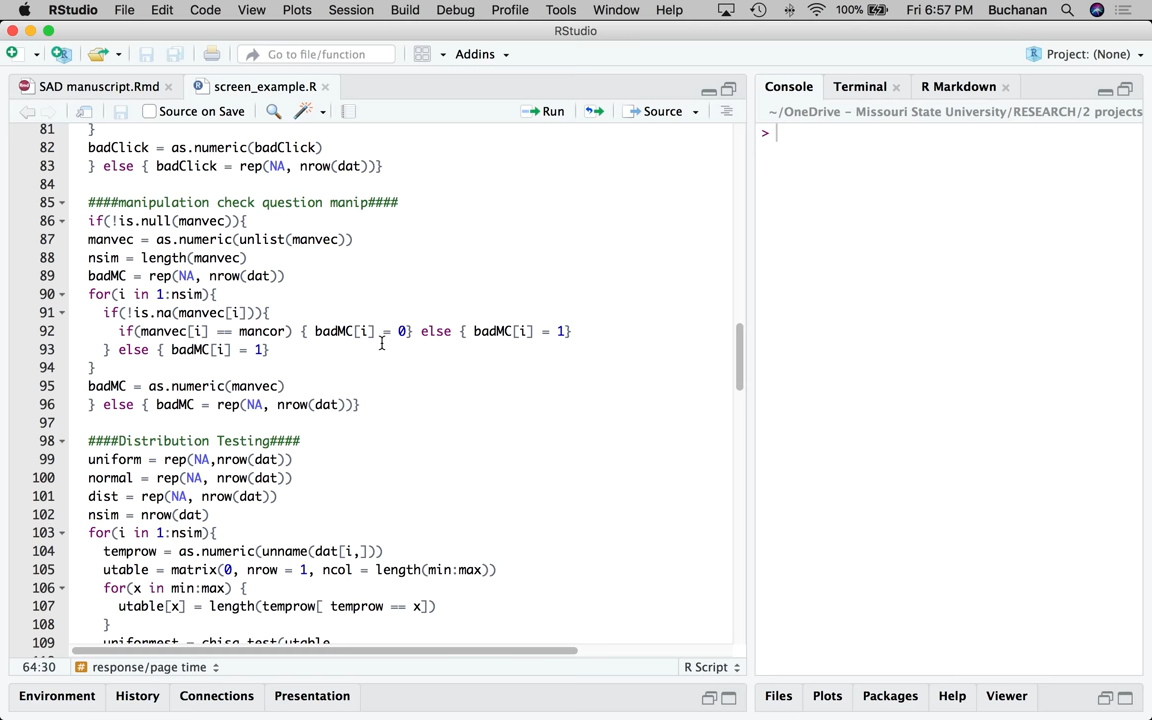 RStudio File Edit Code View Plots Session Build Debug Profile Tools Window Help 100% Fri 6:57 PM Buchanan
RStudio
Go to file/function Addins Project: (None)
SAD manuscript.Rmd screen_example.R
Source on Save Run Source
81 }
82 badClick = as.numeric(badClick)
83 } else { badClick = rep(NA, nrow(dat))}
84
85 ####manipulation check question manip####
86 if(!is.null(manvec)){
87 manvec = as.numeric(unlist(manvec))
88 nsim = length(manvec)
89 badMC = rep(NA, nrow(dat))
90 for(i in 1:nsim){
91 if(!is.na(manvec[i])){
92 if(manvec[i] == mancor) { badMC[i] = 0} else { badMC[i] = 1}
93 } else { badMC[i] = 1}
94 }
95 badMC = as.numeric(manvec)
96 } else { badMC = rep(NA, nrow(dat))}
97
98 ####Distribution Testing####
99 uniform = rep(NA,nrow(dat))
100 normal = rep(NA, nrow(dat))
101 dist = rep(NA, nrow(dat))
102 nsim = nrow(dat)
103 for(i in 1:nsim){
104 temprow = as.numeric(unname(dat[i,]))
105 utable = matrix(0, nrow = 1, ncol = length(min:max))
106 for(x in min:max) {
107 utable[x] = length(temprow[ temprow == x])
108 }
109 uniformest = chisq.test(utable
64:30 response/page time R Script
Environment History Connections Presentation
Console Terminal R Markdown
~/OneDrive - Missouri State University/RESEARCH/2 projects
>
Files Plots Packages Help Viewer